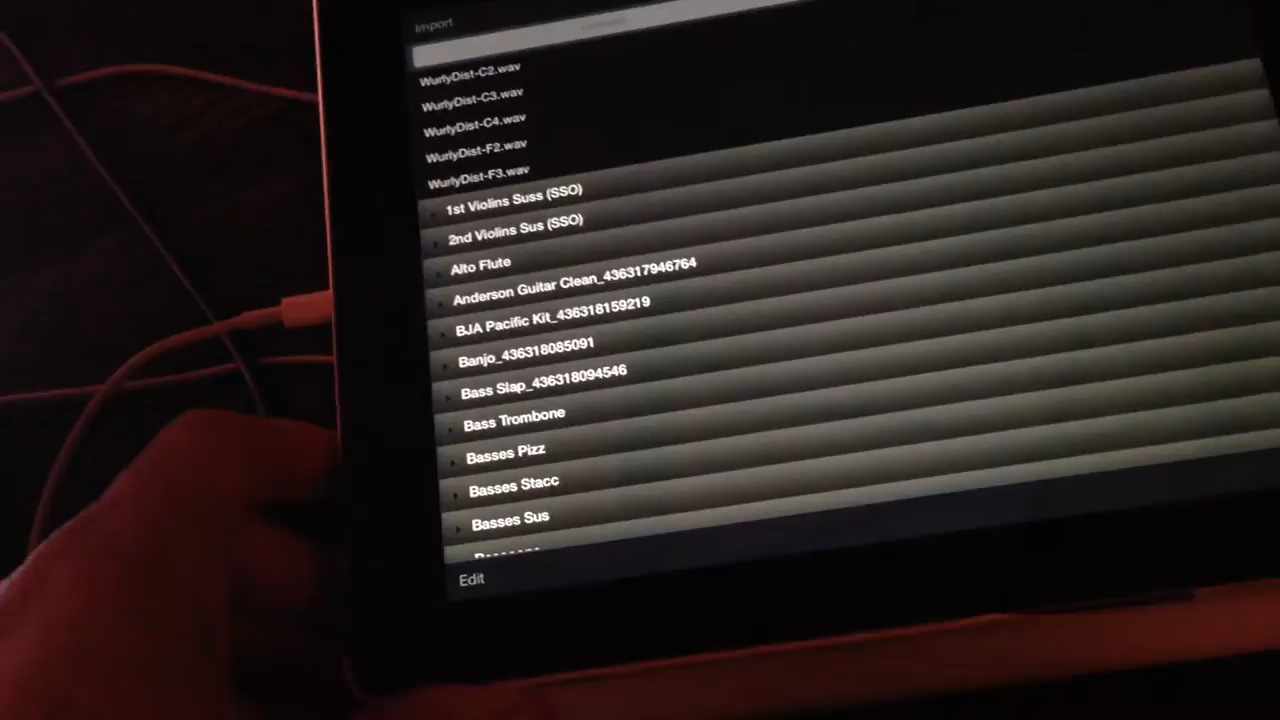 Import
WurlyDist-C2.wav
WurlyDist-C3.wav
WurlyDist-C4.wav
WurlyDist-F2.wav
WurlyDist-F3.wav
1st Violins Suss (SSO)
2nd Violins Sus (SSO)
Alto Flute
Anderson Guitar Clean_436317946764
BJA Pacific Kit_436318159219
Banjo_436318085091
Bass Slap_436318094546
Bass Trombone
Basses Pizz
Basses Stacc
Basses Sus
Edit